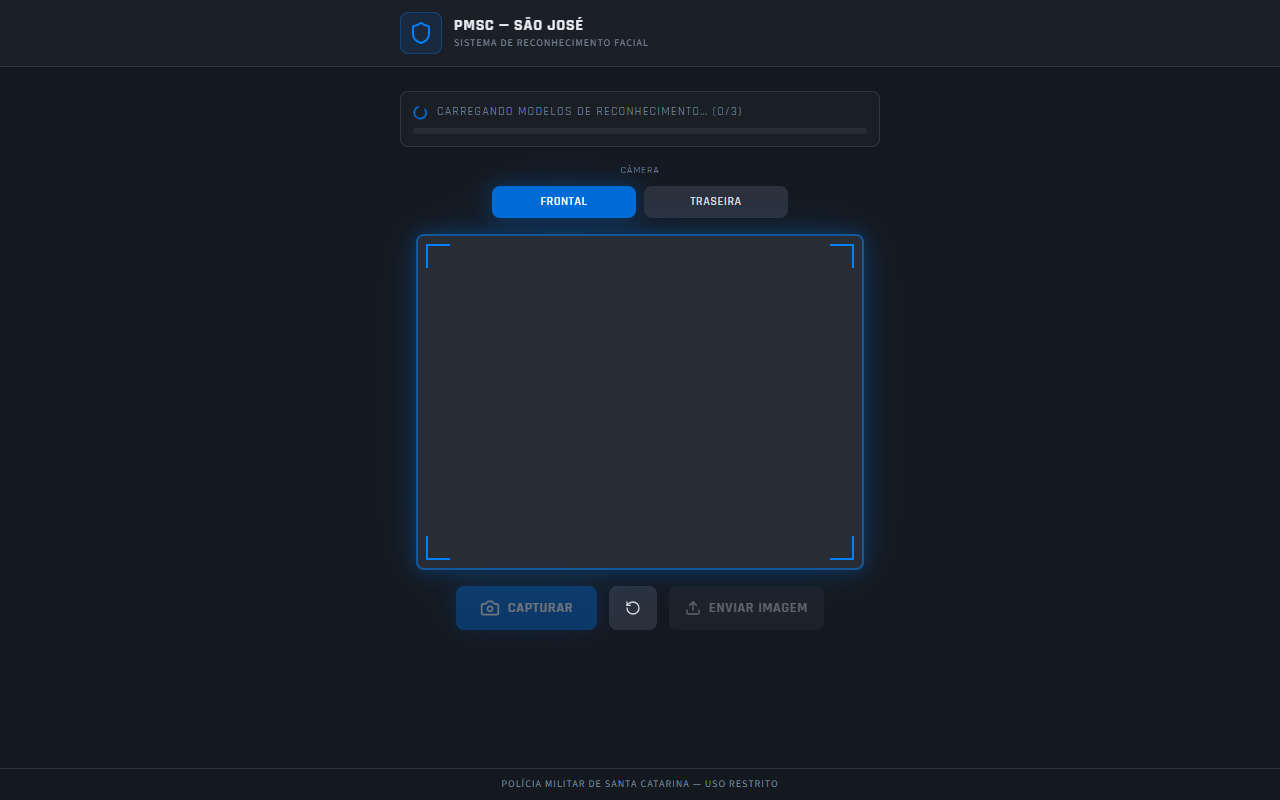 PMSC — SÃO JOSÉ
SISTEMA DE RECONHECIMENTO FACIAL
CARREGANDO MODELOS DE RECONHECIMENTO… (0/3)
CÂMERA
FRONTAL
TRASEIRA
CAPTURAR
ENVIAR IMAGEM
POLÍCIA MILITAR DE SANTA CATARINA — USO RESTRITO